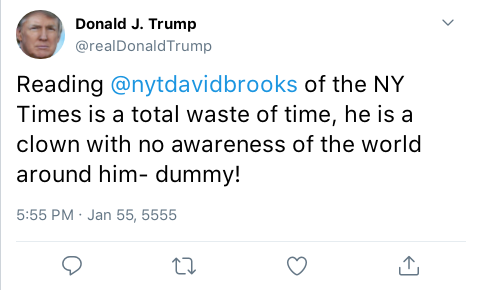 Donald J. Trump
@realDonaldTrump
Reading @nytdavidbrooks of the NY
Times is a total waste of time, he is a
clown with no awareness of the world
around him- dummy!
5:55 PM · Jan 55, 5555